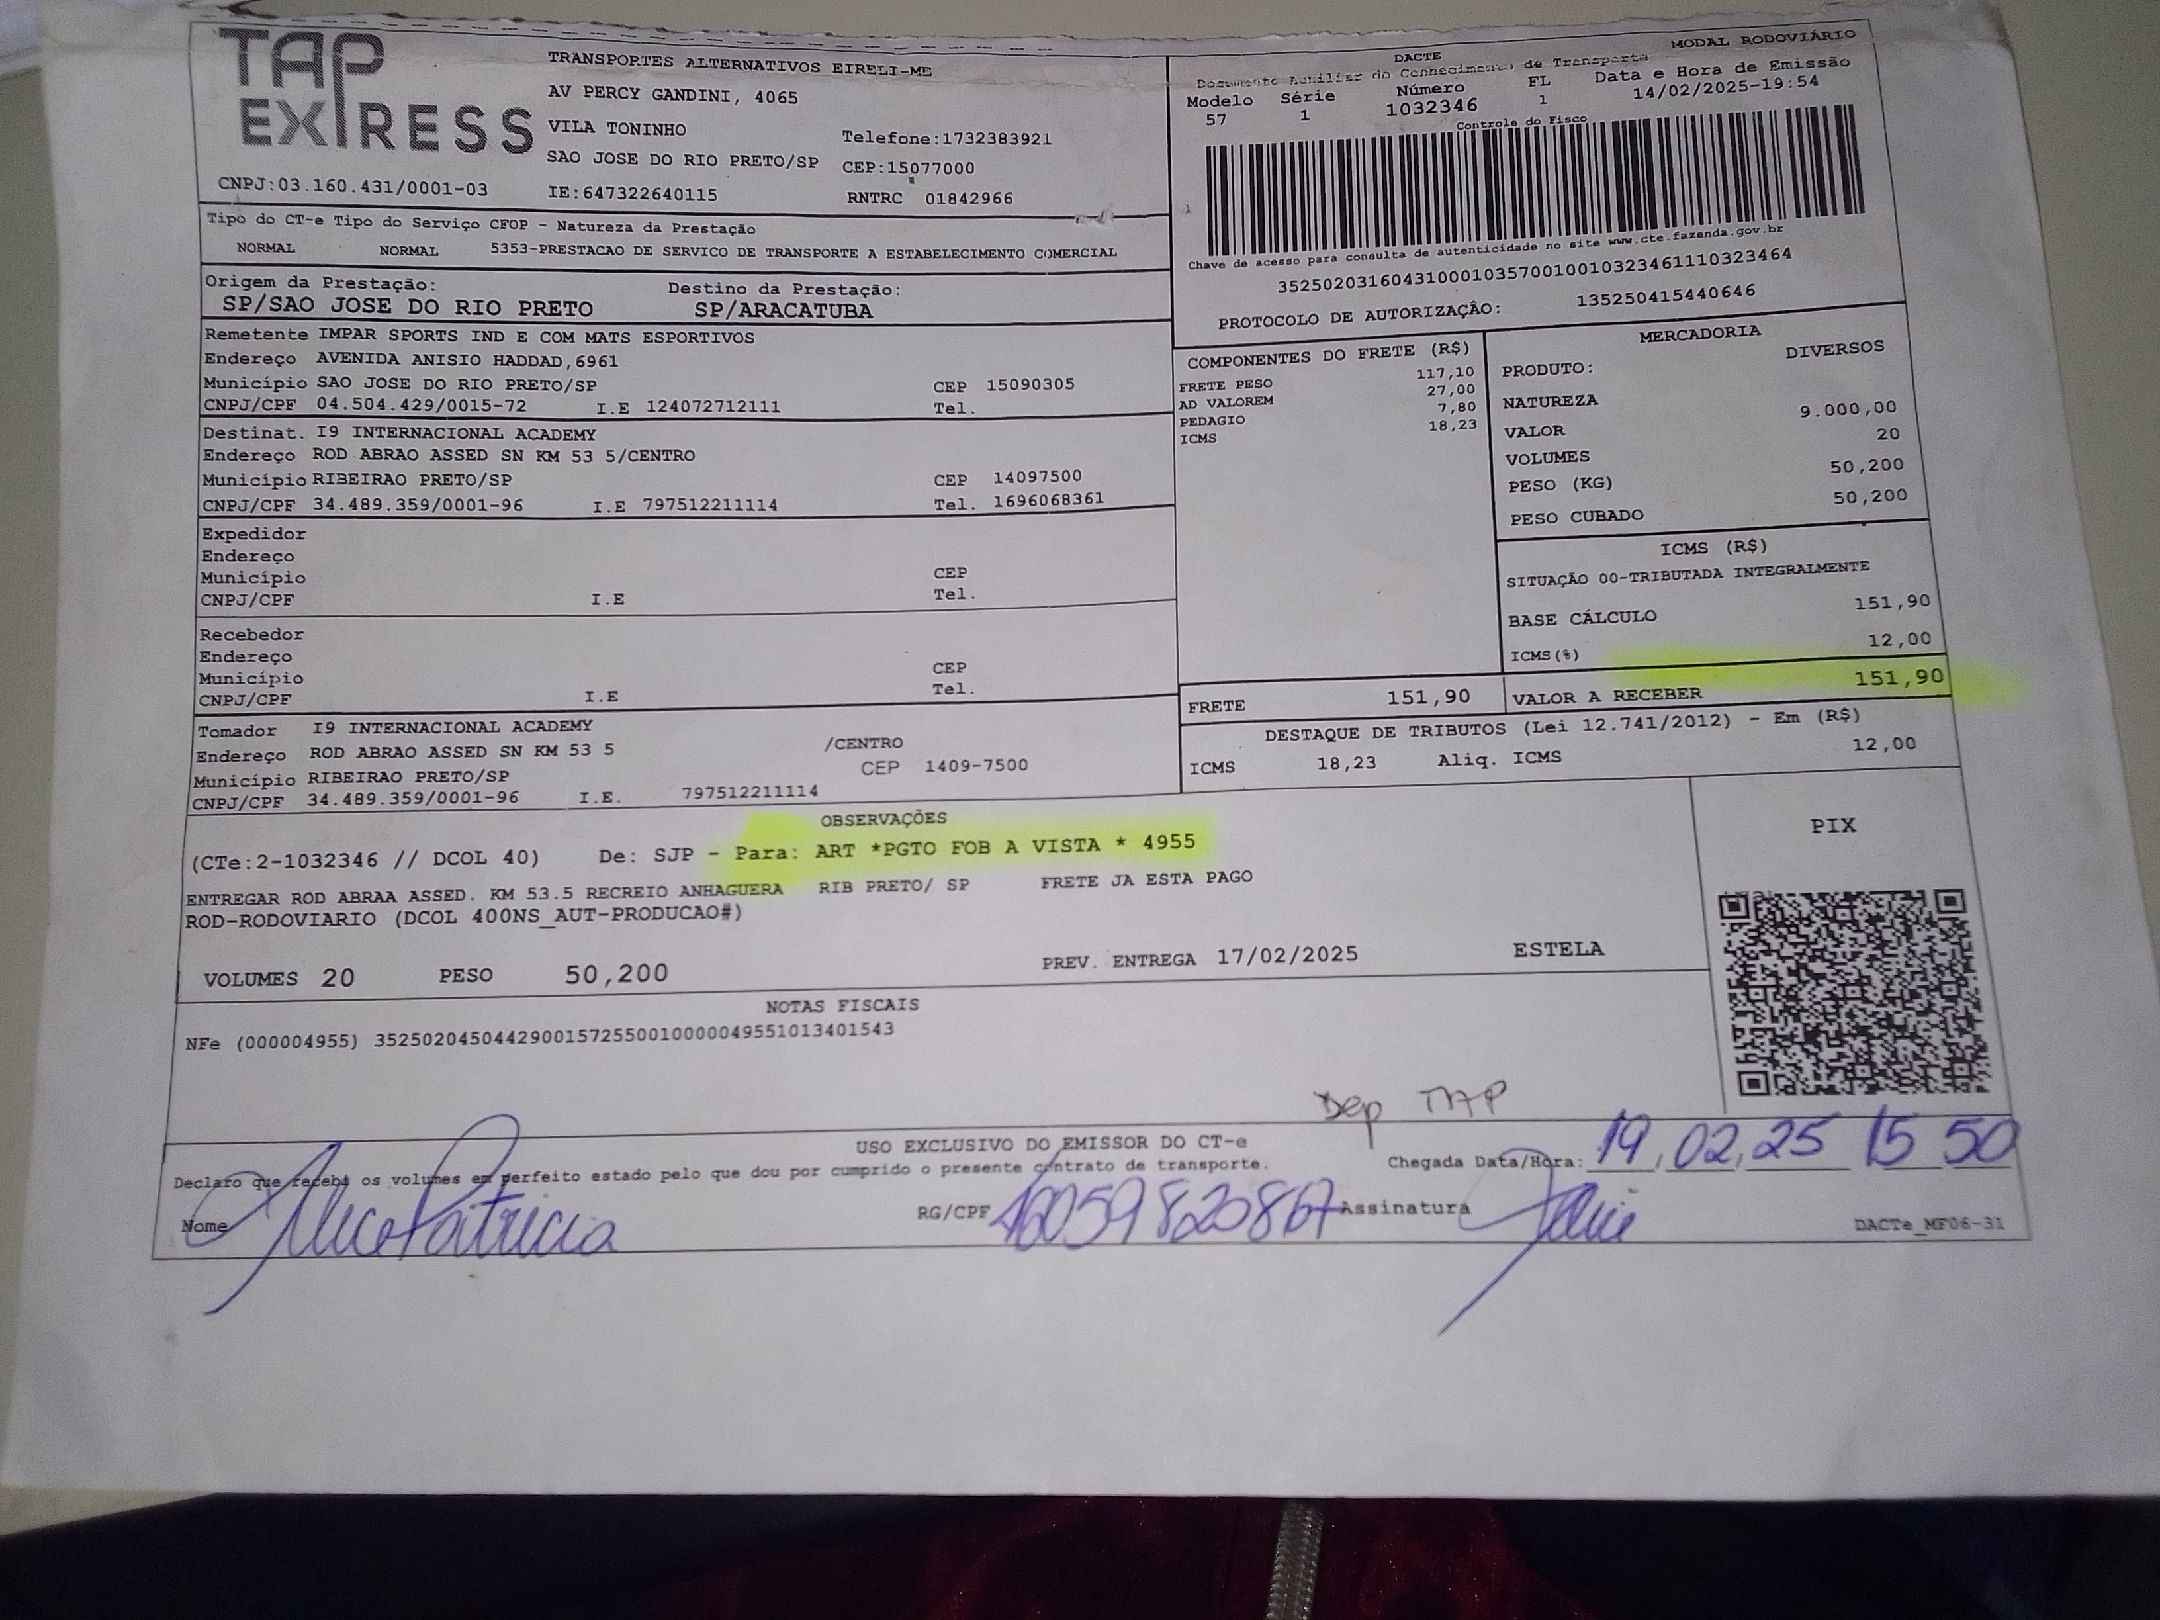 TAP EXPRESS
TRANSPORTES ALTERNATIVOS EIRELI-ME
AV PERCY GANDINI, 4065
VILA TONINHO Telefone:1732383921
SAO JOSE DO RIO PRETO/SP CEP:15077000
CNPJ:03.160.431/0001-03 IE:647322640115 RNTRC 01842966
DACTE MODAL RODOVIÁRIO
Documento Auxiliar do Conhecimento de Transporte
Modelo Série Número FL Data e Hora de Emissão
57 1 1032346 1 14/02/2025-19:54
Controle do Fisco
Chave de acesso para consulta de autenticidade no site www.cte.fazenda.gov.br
35250203160431000103570010010323461110323464
PROTOCOLO DE AUTORIZAÇÂO: 135250415440646
Tipo do CT-e Tipo do Serviço CFOP - Natureza da Prestação
NORMAL NORMAL 5353-PRESTACAO DE SERVICO DE TRANSPORTE A ESTABELECIMENTO COMERCIAL
Origem da Prestação: Destino da Prestação:
SP/SAO JOSE DO RIO PRETO SP/ARACATUBA
Remetente IMPAR SPORTS IND E COM MATS ESPORTIVOS
Endereço AVENIDA ANISIO HADDAD,6961
Município SAO JOSE DO RIO PRETO/SP CEP 15090305
CNPJ/CPF 04.504.429/0015-72 I.E 124072712111 Tel.
Destinat. I9 INTERNACIONAL ACADEMY
Endereço ROD ABRAO ASSED SN KM 53 5/CENTRO
Município RIBEIRAO PRETO/SP CEP 14097500
CNPJ/CPF 34.489.359/0001-96 I.E 797512211114 Tel. 1696068361
Expedidor
Endereço
Município CEP
CNPJ/CPF I.E Tel.
Recebedor
Endereço
Município CEP
CNPJ/CPF I.E Tel.
Tomador I9 INTERNACIONAL ACADEMY
Endereço ROD ABRAO ASSED SN KM 53 5 /CENTRO
Município RIBEIRAO PRETO/SP CEP 1409-7500
CNPJ/CPF 34.489.359/0001-96 I.E. 797512211114
COMPONENTES DO FRETE (R$)
FRETE PESO 117,10
AD VALOREM 27,00
PEDAGIO 7,80
ICMS 18,23
MERCADORIA
PRODUTO: DIVERSOS
NATUREZA
VALOR 9.000,00
VOLUMES 20
PESO (KG) 50,200
PESO CUBADO 50,200
ICMS (R$)
SITUAÇÃO 00-TRIBUTADA INTEGRALMENTE
BASE CÁLCULO 151,90
ICMS(%) 12,00
FRETE 151,90 VALOR A RECEBER 151,90
DESTAQUE DE TRIBUTOS (Lei 12.741/2012) - Em (R$)
ICMS 18,23 Aliq. ICMS 12,00
OBSERVAÇÕES
(CTe:2-1032346 // DCOL 40) De: SJP - Para: ART *PGTO FOB A VISTA * 4955
ENTREGAR ROD ABRAA ASSED. KM 53.5 RECREIO ANHAGUERA RIB PRETO/ SP FRETE JA ESTA PAGO
ROD-RODOVIARIO (DCOL 400NS_AUT-PRODUCAO#)
VOLUMES 20 PESO 50,200 PREV. ENTREGA 17/02/2025 ESTELA
PIX
NOTAS FISCAIS
NFe (000004955) 35250204504429001572550010000049551013401543
Dep TAP
USO EXCLUSIVO DO EMISSOR DO CT-e
Declaro que recebi os volumes em perfeito estado pelo que dou por cumprido o presente contrato de transporte. Chegada Data/Hora: 19 02 25 15 50
Nome Alice Patricia RG/CPF 16059820867 Assinatura
DACTe_MF06-31